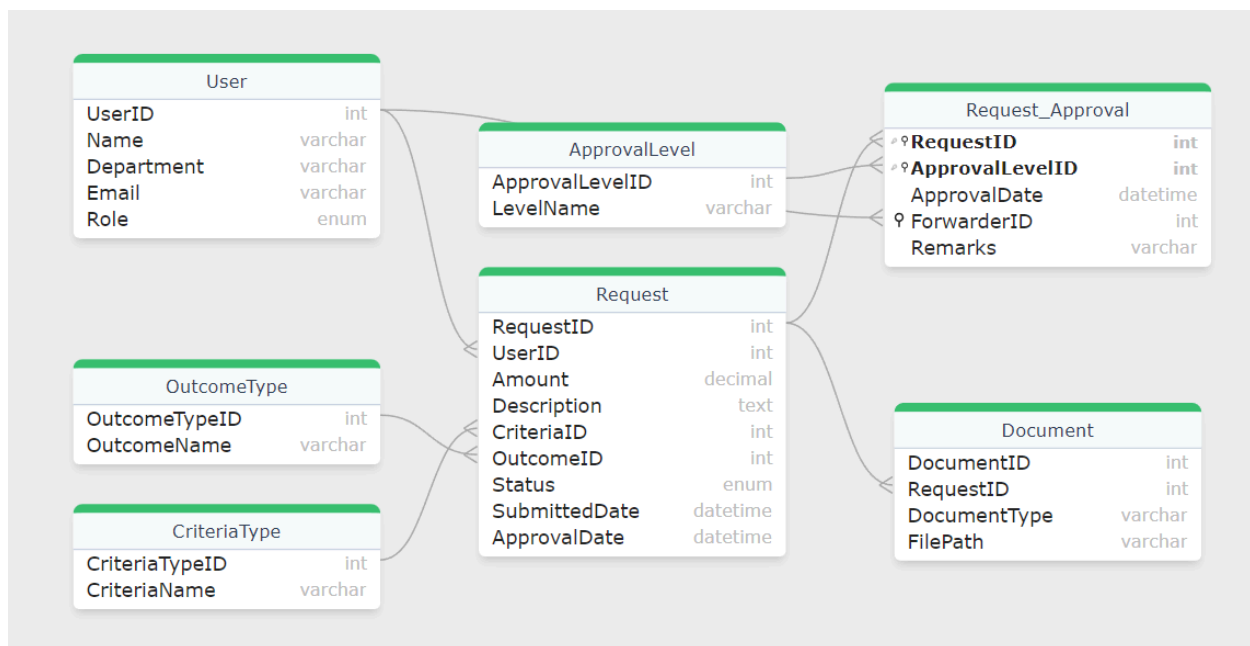 User
UserID int
Name varchar
Department varchar
Email varchar
Role enum
ApprovalLevel
ApprovalLevelID int
LevelName varchar
Request_Approval
RequestID int
ApprovalLevelID int
ApprovalDate datetime
ForwarderID int
Remarks varchar
Request
RequestID int
UserID int
Amount decimal
Description text
CriteriaID int
OutcomeID int
Status enum
SubmittedDate datetime
ApprovalDate datetime
OutcomeType
OutcomeTypeID int
OutcomeName varchar
CriteriaType
CriteriaTypeID int
CriteriaName varchar
Document
DocumentID int
RequestID int
DocumentType varchar
FilePath varchar